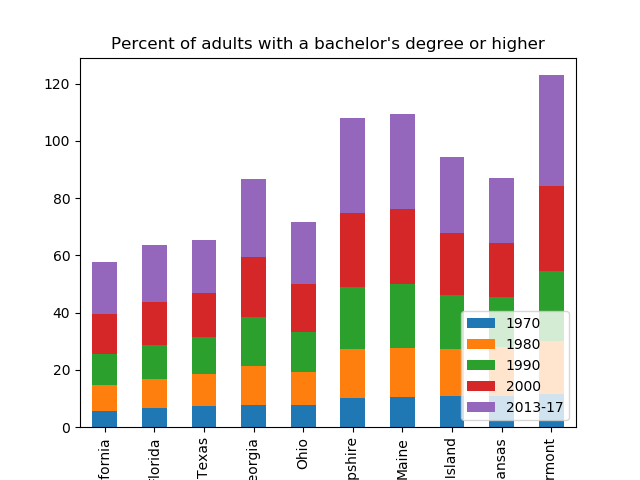 Percent of adults with a bachelor's degree or higher
120
100
80
60
40
20
0
1970
1980
1990
2000
2013-17
fornia
lorida
Texas
eorgia
Ohio
pshire
Maine
Island
ansas
rmont